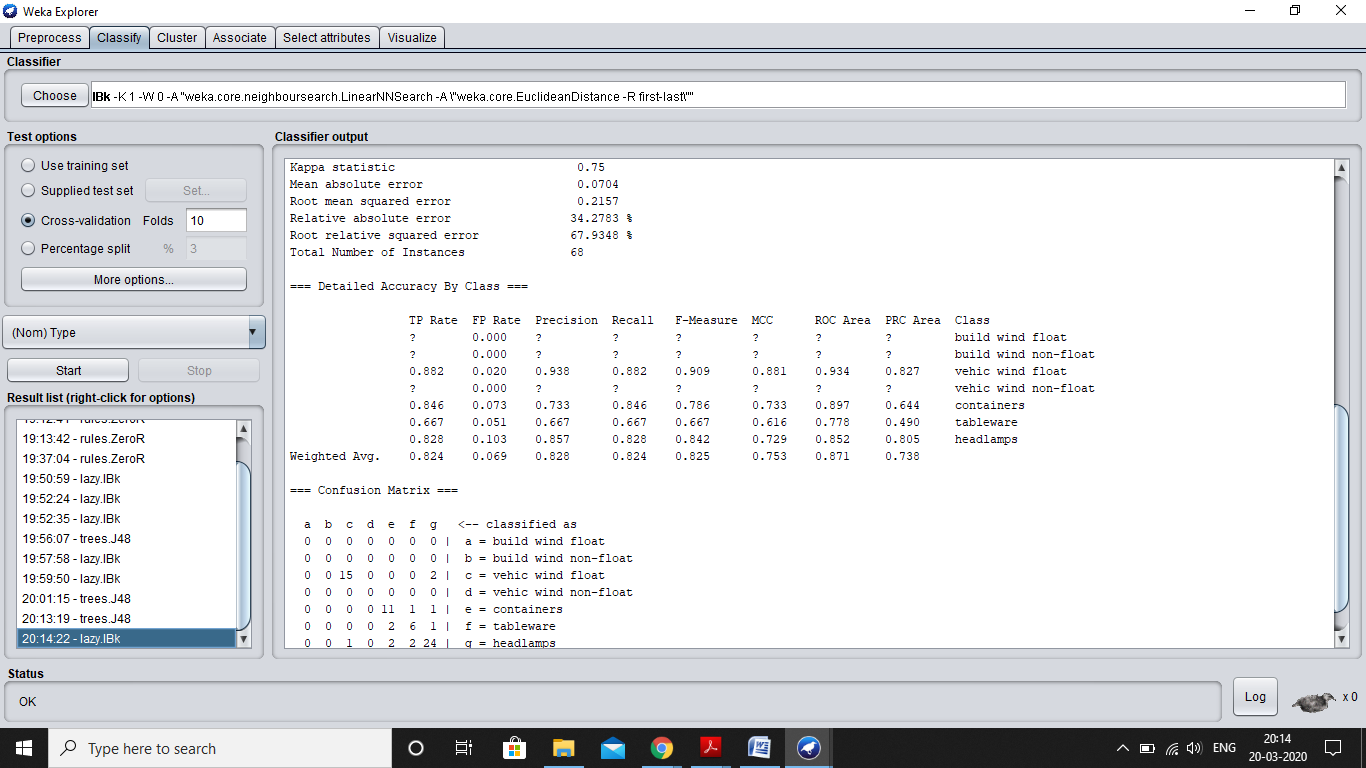 Weka Explorer
Preprocess Classify Cluster Associate Select attributes Visualize
Classifier
Choose IBk -K 1 -W 0 -A "weka.core.neighboursearch.LinearNNSearch -A \"weka.core.EuclideanDistance -R first-last\""
Test options
Use training set
Supplied test set Set...
Cross-validation Folds 10
Percentage split % 3
More options...
(Nom) Type
Start Stop
Result list (right-click for options)
19:12:41 - rules.ZeroR
19:13:42 - rules.ZeroR
19:37:04 - rules.ZeroR
19:50:59 - lazy.IBk
19:52:24 - lazy.IBk
19:52:35 - lazy.IBk
19:56:07 - trees.J48
19:57:58 - lazy.IBk
19:59:50 - lazy.IBk
20:01:15 - trees.J48
20:13:19 - trees.J48
20:14:22 - lazy.IBk
Classifier output
Kappa statistic 0.75
Mean absolute error 0.0704
Root mean squared error 0.2157
Relative absolute error 34.2783 %
Root relative squared error 67.9348 %
Total Number of Instances 68
=== Detailed Accuracy By Class ===
TP Rate FP Rate Precision Recall F-Measure MCC ROC Area PRC Area Class
? 0.000 ? ? ? ? ? ? build wind float
? 0.000 ? ? ? ? ? ? build wind non-float
0.882 0.020 0.938 0.882 0.909 0.881 0.934 0.827 vehic wind float
? 0.000 ? ? ? ? ? ? vehic wind non-float
0.846 0.073 0.733 0.846 0.786 0.733 0.897 0.644 containers
0.667 0.051 0.667 0.667 0.667 0.616 0.778 0.490 tableware
0.828 0.103 0.857 0.828 0.842 0.729 0.852 0.805 headlamps
Weighted Avg. 0.824 0.069 0.828 0.824 0.825 0.753 0.871 0.738
=== Confusion Matrix ===
a b c d e f g <-- classified as
0 0 0 0 0 0 0 | a = build wind float
0 0 0 0 0 0 0 | b = build wind non-float
0 0 15 0 0 0 2 | c = vehic wind float
0 0 0 0 0 0 0 | d = vehic wind non-float
0 0 0 0 11 1 1 | e = containers
0 0 0 0 2 6 1 | f = tableware
0 0 1 0 2 2 24 | g = headlamps
Status
OK
Log x 0
Type here to search
ENG
20:14
20-03-2020